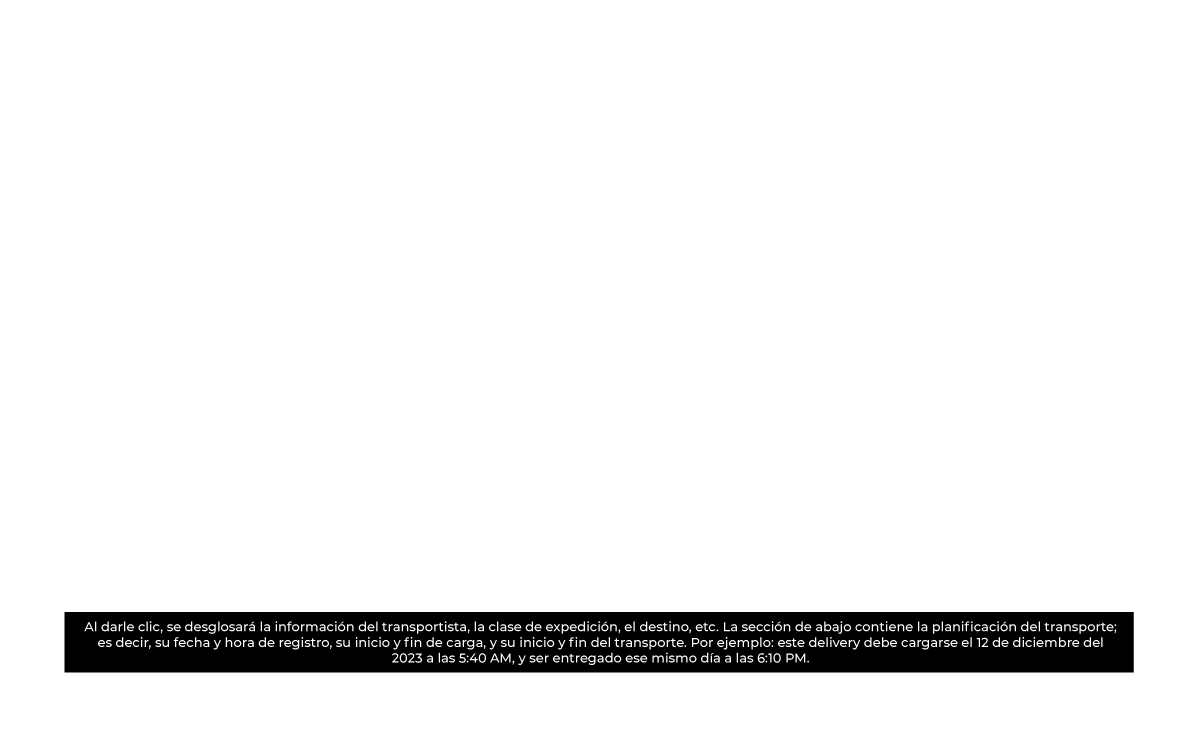 Al darle clic, se desglosará la información del transportista, la clase de expedición, el destino, etc. La sección de abajo contiene la planificación del transporte;
es decir, su fecha y hora de registro, su inicio y fin de carga, y su inicio y fin del transporte. Por ejemplo: este delivery debe cargarse el 12 de diciembre del
2023 a las 5:40 AM, y ser entregado ese mismo día a las 6:10 PM.